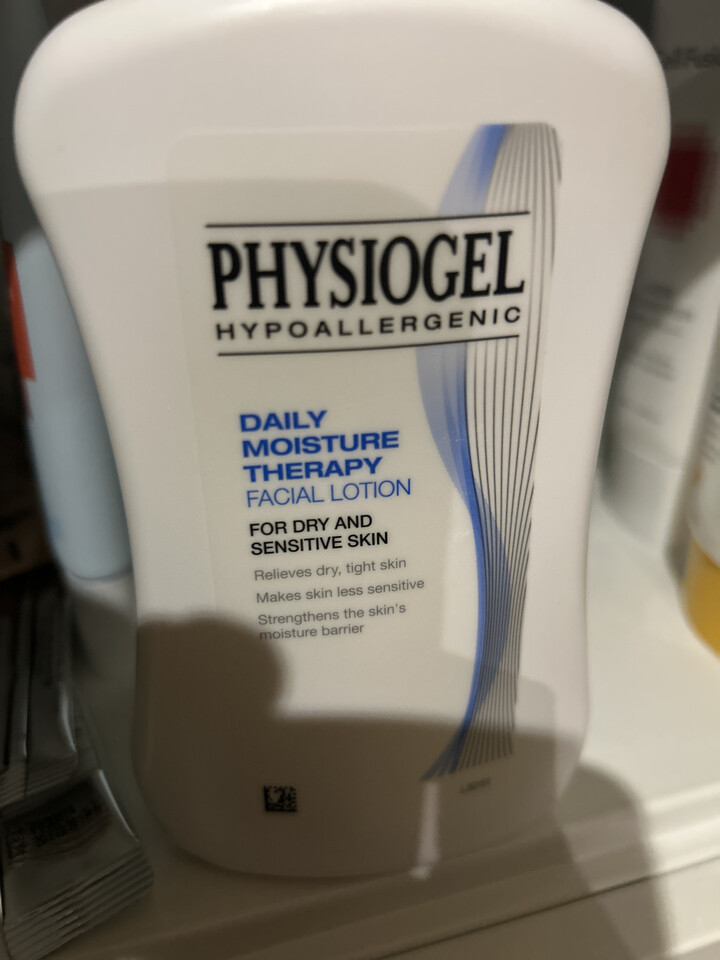 PHYSIOGEL
HYPOALLERGENIC
DAILY
MOISTURE
THERAPY
FACIAL LOTION
FOR DRY AND
SENSITIVE SKIN
Relieves dry, tight skin
Makes skin less sensitive
Strengthens the skin's
moisture barrier